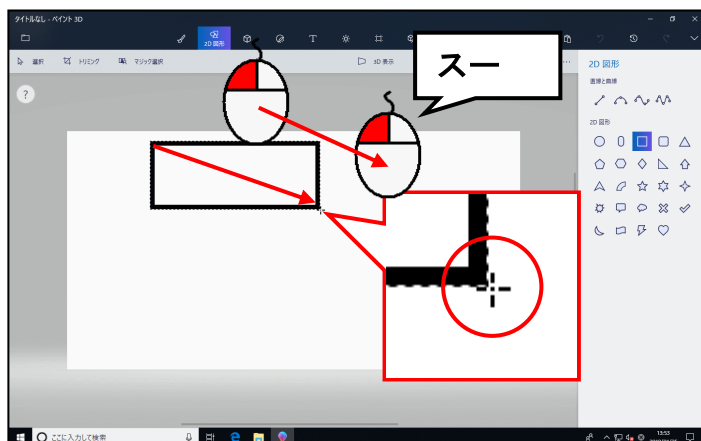 タイトルなし - ペイント 3D
2D 図形
T
スー
選択
トリミング
マジック選択
3D 表示
2D 図形
直線と曲線
2D 図形
?
ここに入力して検索
13:53